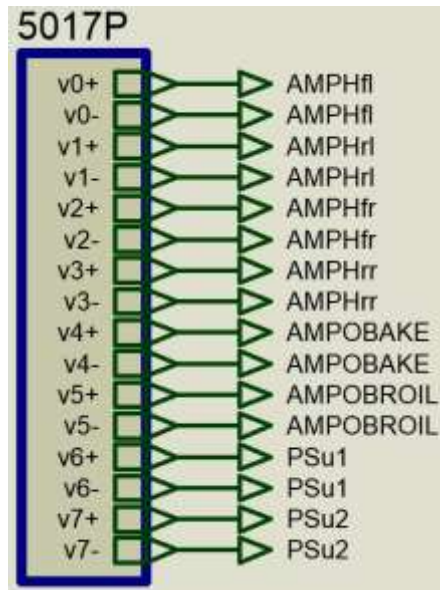 5017P
v0+ AMPHfl
v0- AMPHfl
v1+ AMPHrl
v1- AMPHrl
v2+ AMPHfr
v2- AMPHfr
v3+ AMPHrr
v3- AMPHrr
v4+ AMPOBAKE
v4- AMPOBAKE
v5+ AMPOBROIL
v5- AMPOBROIL
v6+ PSu1
v6- PSu1
v7+ PSu2
v7- PSu2